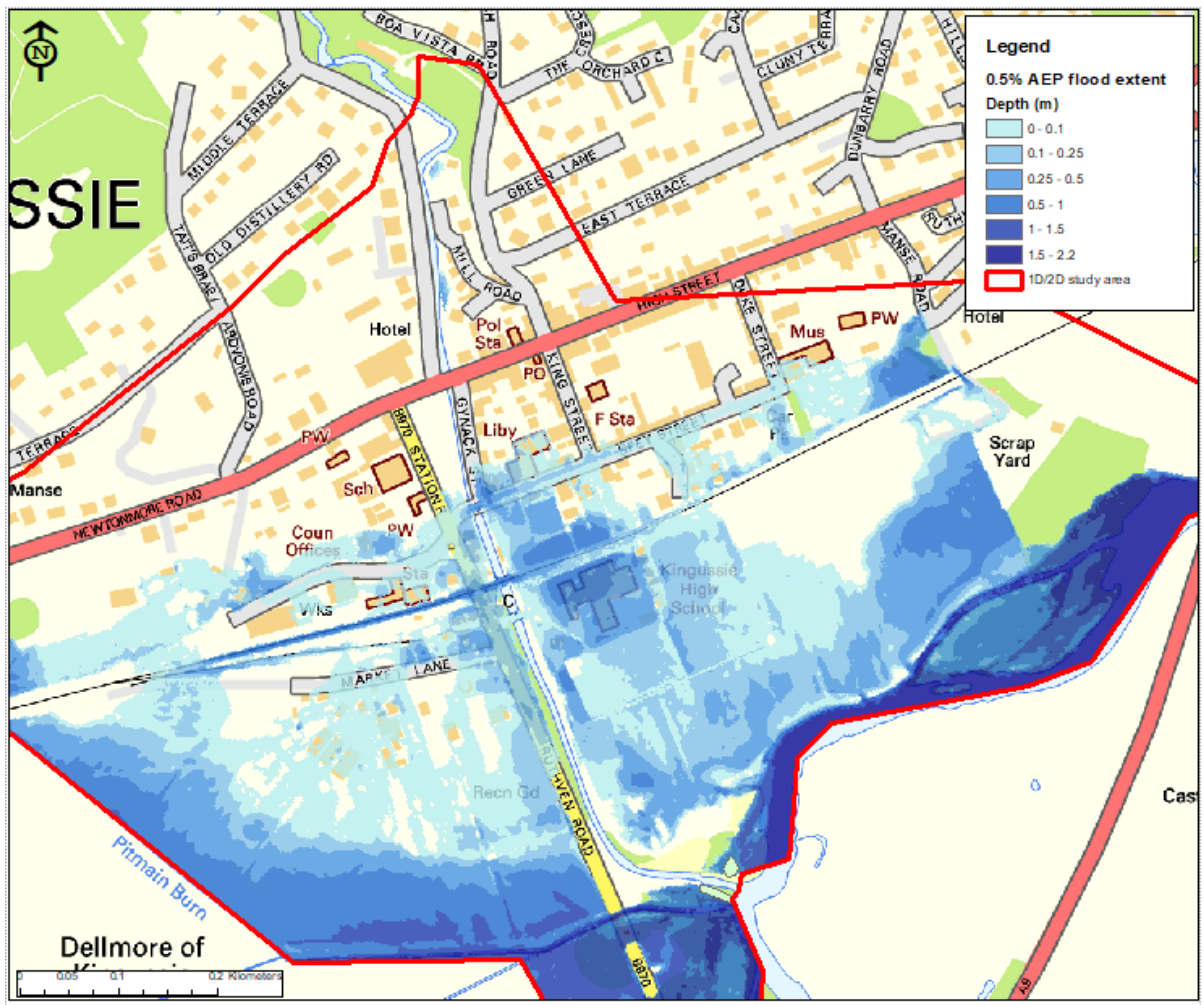 N
BOA VISTA ROAD
THE ORCHARD C
CLUNY TERRA
DUNBARRY ROAD
MIDDLE TERRACE
OLD DISTILLERY RD
SSIE
GREEN LANE
EAST TERRACE
TAIT'S BRAE
ARDVONIE ROAD
MILL ROAD
HIGH STREET
MANSE ROAD
DUKE STREET
Hotel
Pol
Sta
PO
KING STREET
Mus
PW
Hotel
F Sta
TERRACE
PW
B970 STATION
GYNACK S
Liby
Car
Manse
NEWTONMORE ROAD
Sch
PW
Coun
Offices
Sta
Wks
Scrap
Yard
Kingussie
High
School
MARKET LANE
Recn Gd
RUTHVEN ROAD
Pitmain Burn
Dellmore of
B970
A9
Cas
0 0.05 0.1 0.2 Kilometers
Legend
0.5% AEP flood extent
Depth (m)
0 - 0.1
0.1 - 0.25
0.25 - 0.5
0.5 - 1
1 - 1.5
1.5 - 2.2
1D/2D study area